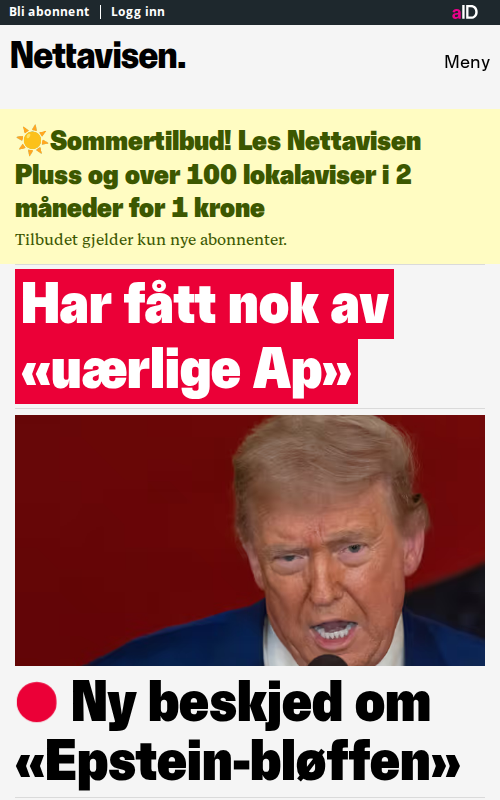 Bli abonnent | Logg inn
aID
Nettavisen.
Meny
☀️Sommertilbud! Les Nettavisen
Pluss og over 100 lokalaviser i 2
måneder for 1 krone
Tilbudet gjelder kun nye abonnenter.
Har fått nok av
«uærlige Ap»
Ny beskjed om
«Epstein-bløffen»